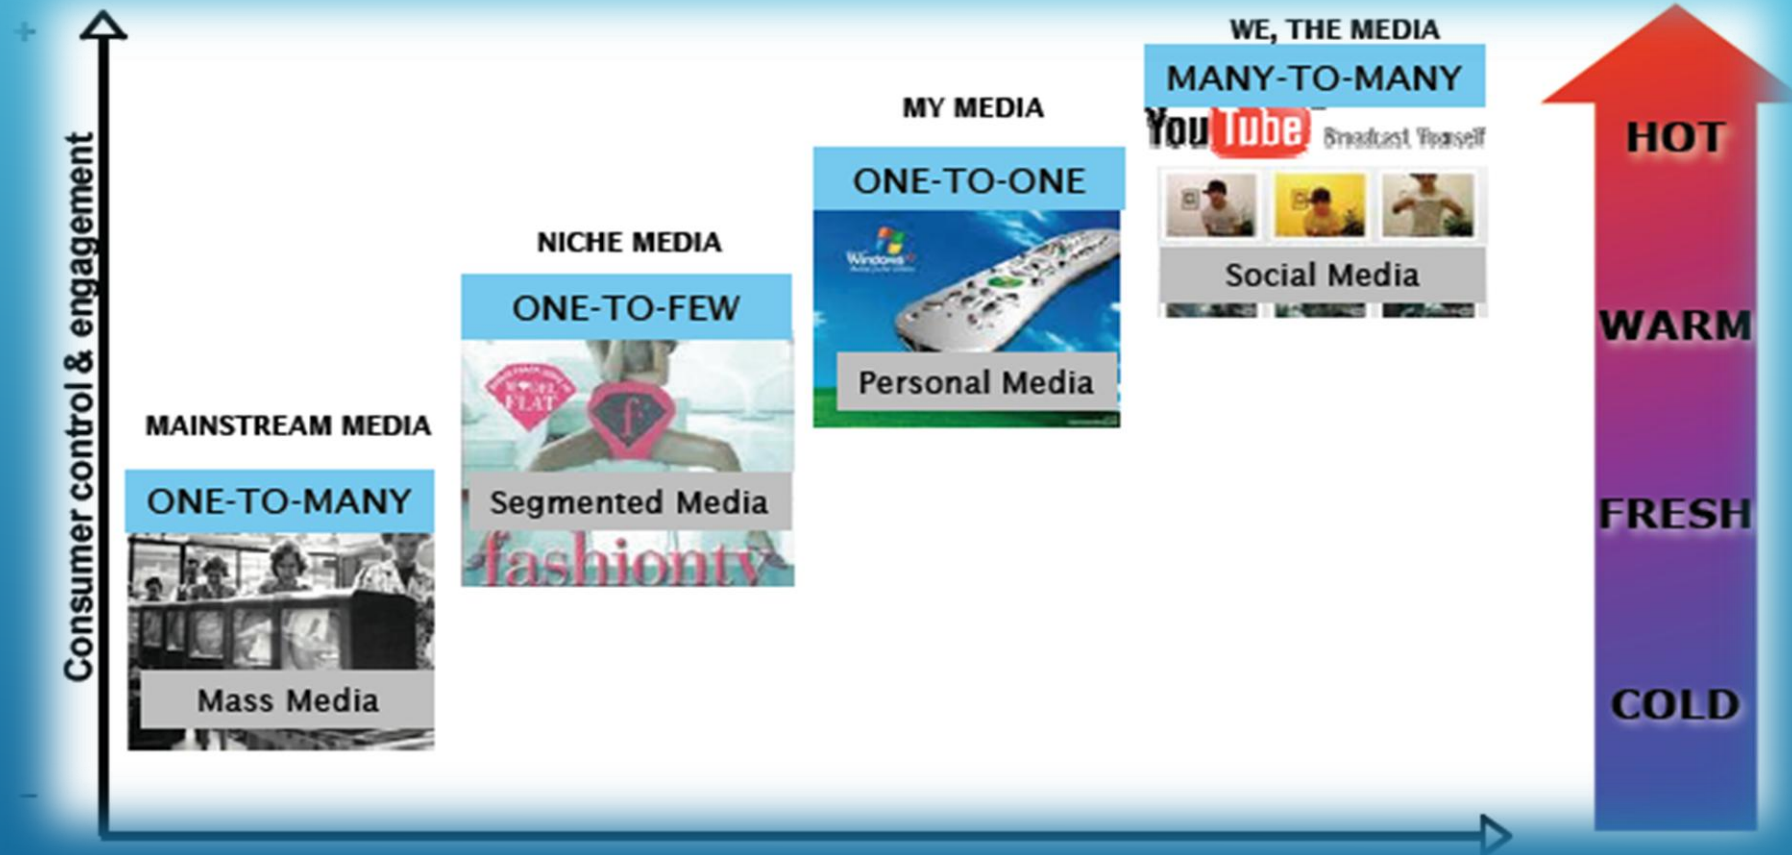 +
Consumer control & engagement
–
MAINSTREAM MEDIA
ONE-TO-MANY
Mass Media
NICHE MEDIA
ONE-TO-FEW
MODEL
FLAT
f
Segmented Media
fashiontv
MY MEDIA
ONE-TO-ONE
Windows
Personal Media
WE, THE MEDIA
MANY-TO-MANY
YouTube Broadcast Yourself
Social Media
HOT
WARM
FRESH
COLD